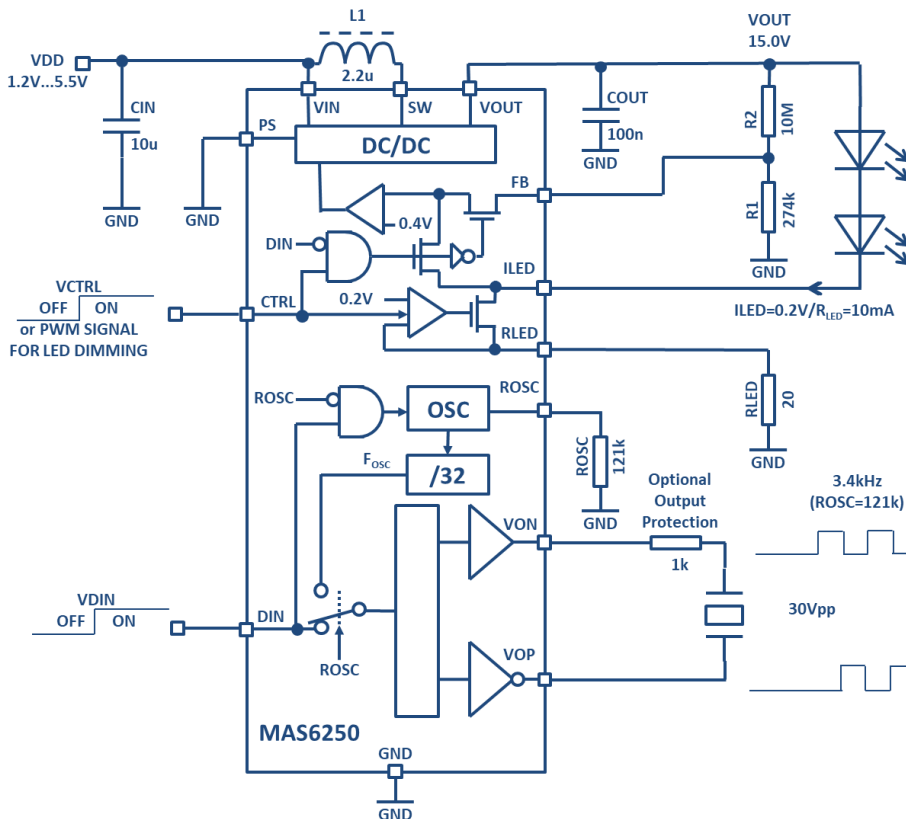 L1
VOUT
15.0V
VDD
1.2V...5.5V
2.2u
CIN
10u
VIN
SW
VOUT
COUT
100n
R2
10M
PS
DC/DC
GND
GND
FB
R1
274k
0.4V
DIN
GND
VCTRL
OFF
ON
or PWM SIGNAL
FOR LED DIMMING
CTRL
0.2V
ILED
ILED=0.2V/RLED=10mA
RLED
RLED
20
GND
ROSC
OSC
ROSC
ROSC
121k
FOSC
/32
GND
Optional
Output
Protection
1k
3.4kHz
(ROSC=121k)
VON
30Vpp
VDIN
OFF
ON
DIN
ROSC
VOP
MAS6250
GND
GND